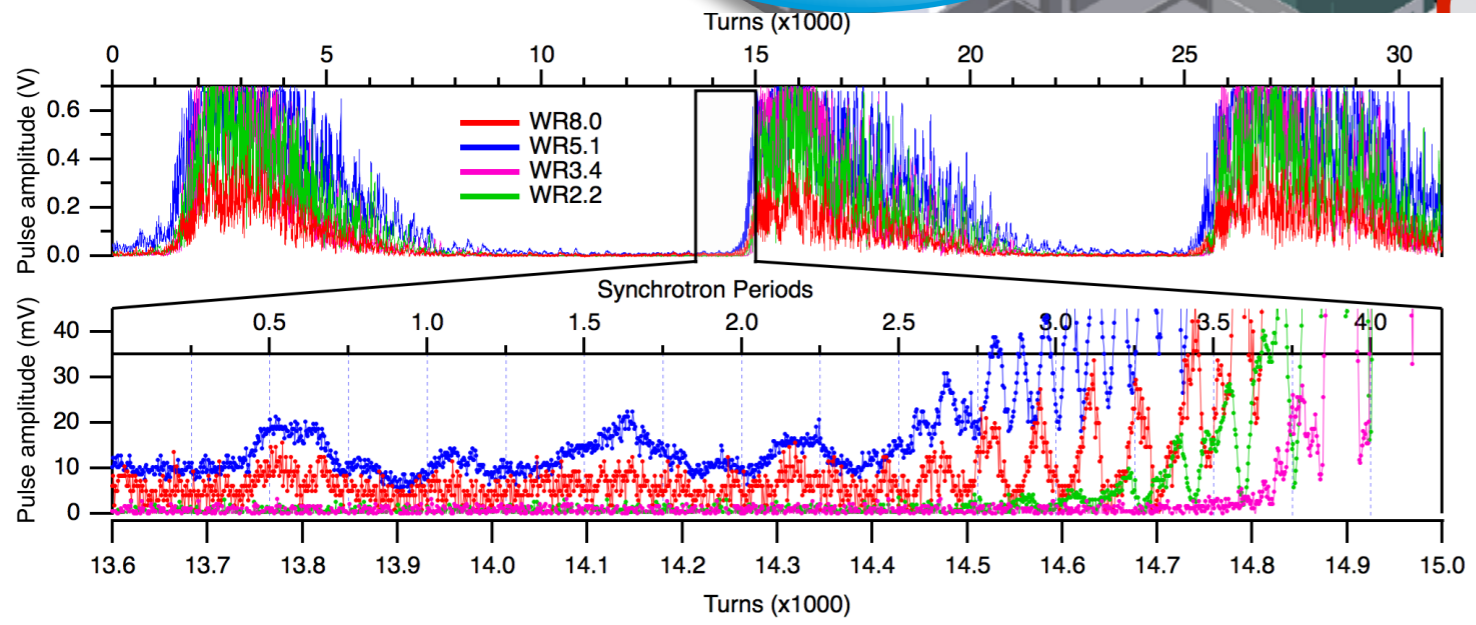 Turns (x1000)
0 5 10 15 20 25 30
Pulse amplitude (V)
0.6
0.4
0.2
0.0
WR8.0
WR5.1
WR3.4
WR2.2
Synchrotron Periods
0.5 1.0 1.5 2.0 2.5 3.0 3.5 4.0
Pulse amplitude (mV)
40
30
20
10
0
13.6 13.7 13.8 13.9 14.0 14.1 14.2 14.3 14.4 14.5 14.6 14.7 14.8 14.9 15.0
Turns (x1000)